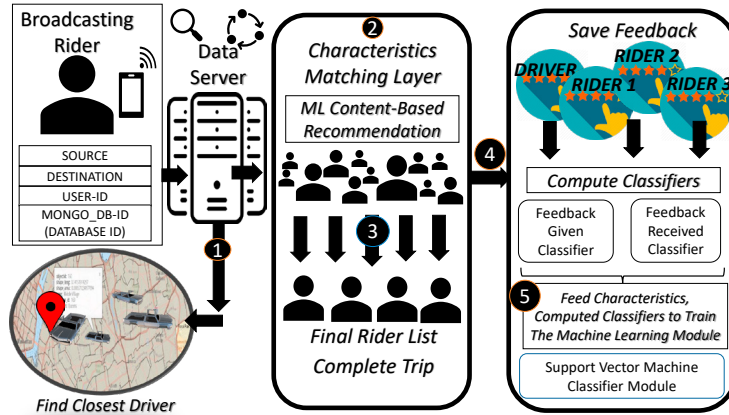 Broadcasting
Rider
SOURCE
DESTINATION
USER-ID
MONGO_DB-ID
(DATABASE ID)
Data
Server
1
Find Closest Driver
2
Characteristics
Matching Layer
ML Content-Based
Recommendation
3
Final Rider List
Complete Trip
4
Save Feedback
DRIVER
RIDER 1
RIDER 2
RIDER 3
Compute Classifiers
Feedback
Given
Classifier
Feedback
Received
Classifier
5
Feed Characteristics,
Computed Classifiers to Train
The Machine Learning Module
Support Vector Machine
Classifier Module